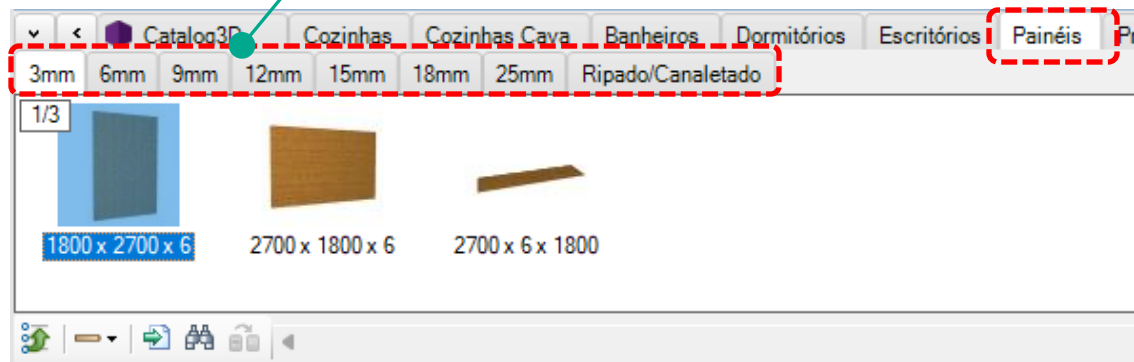 Catalog3D Cozinhas Cozinhas Cava Banheiros Dormitórios Escritórios Painéis
3mm 6mm 9mm 12mm 15mm 18mm 25mm Ripado/Canaletado
1/3
1800 x 2700 x 6 2700 x 1800 x 6 2700 x 6 x 1800